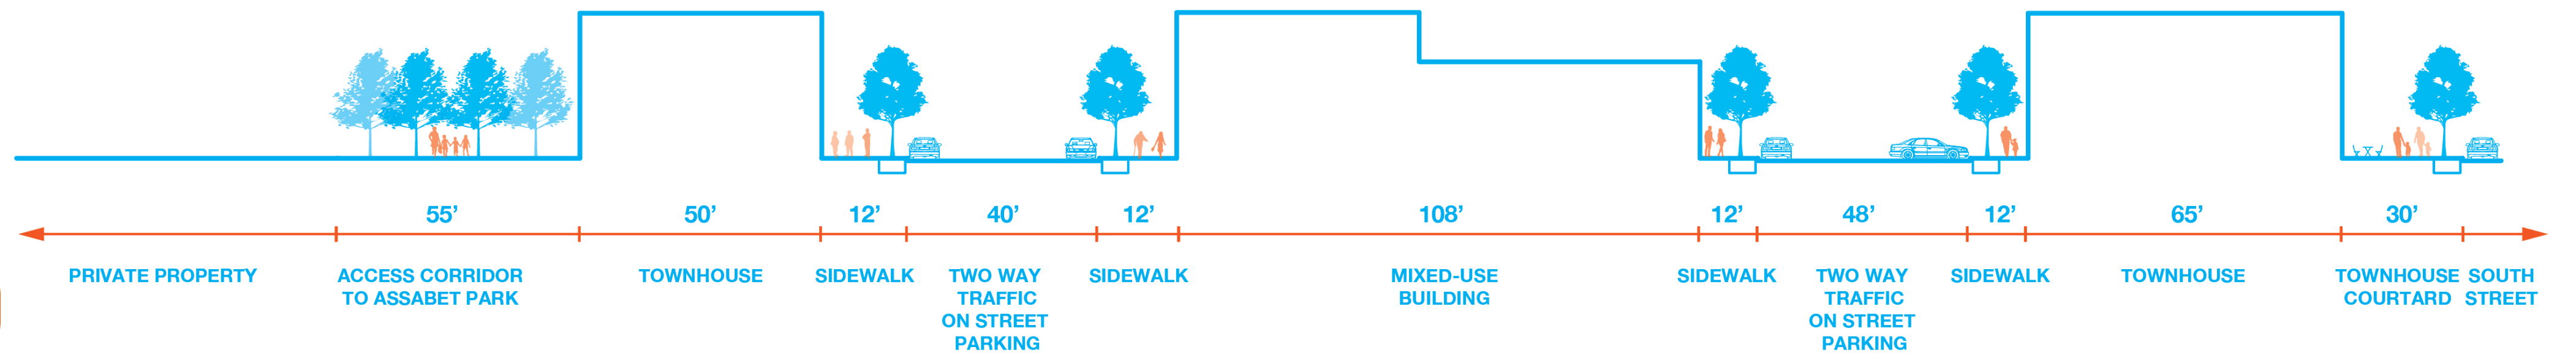 55’ 50’ 12’ 40’ 12’ 108’ 12’ 48’ 12’ 65’ 30’
PRIVATE PROPERTY
ACCESS CORRIDOR
TO ASSABET PARK
TOWNHOUSE
SIDEWALK
TWO WAY
TRAFFIC
ON STREET
PARKING
SIDEWALK
MIXED-USE
BUILDING
SIDEWALK
TWO WAY
TRAFFIC
ON STREET
PARKING
SIDEWALK
TOWNHOUSE
TOWNHOUSE
COURTARD
SOUTH
STREET